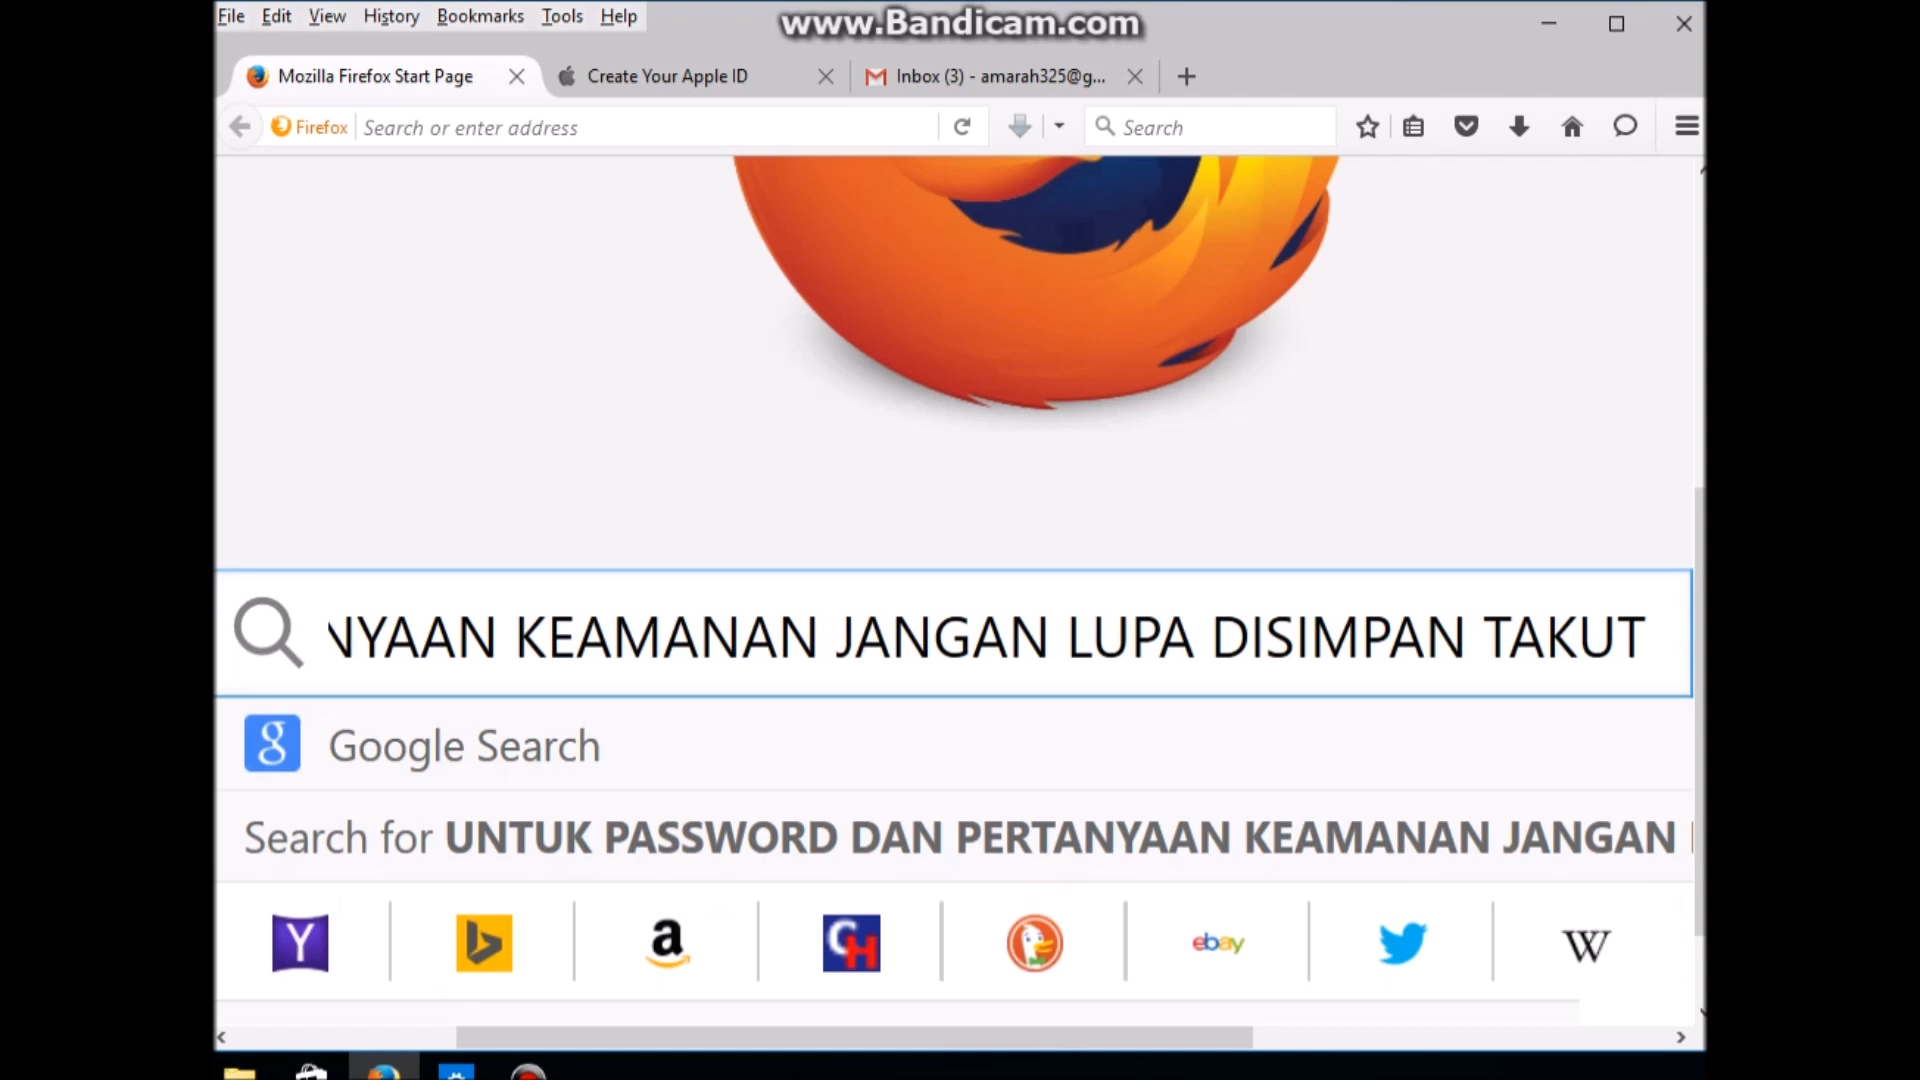 www.Bandicam.com
File Edit View History Bookmarks Tools Help
Mozilla Firefox Start Page Create Your Apple ID Inbox (3) - amarah325@g...
Firefox Search or enter address Search
NYAAN KEAMANAN JANGAN LUPA DISIMPAN TAKUT
g Google Search
Search for UNTUK PASSWORD DAN PERTANYAAN KEAMANAN JANGAN
Y a CH ebay W